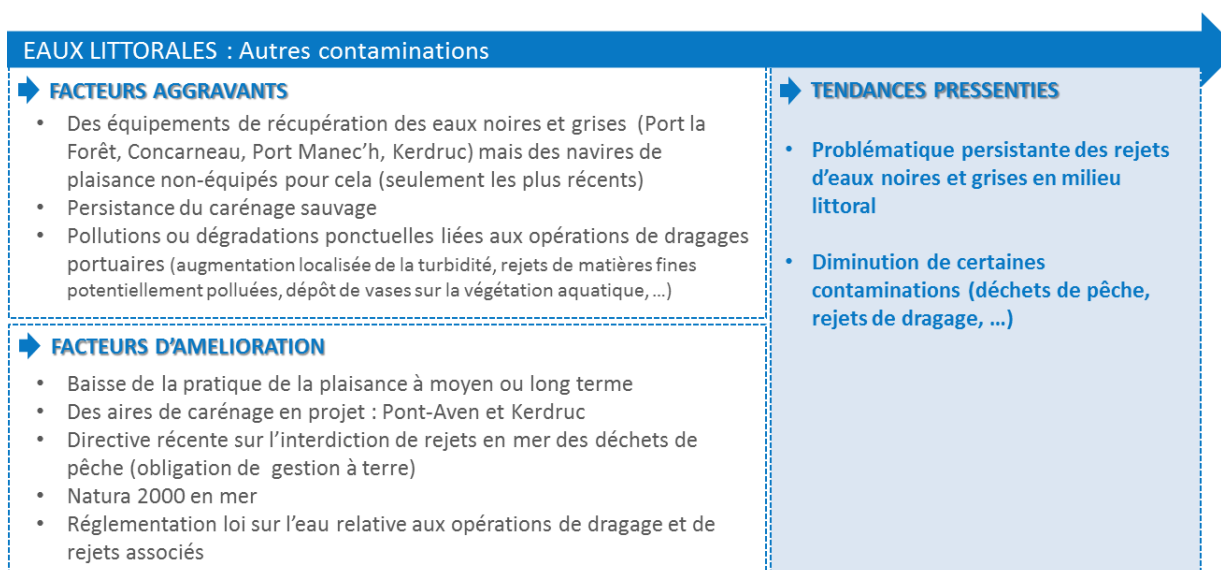 EAUX LITTORALES : Autres contaminations
FACTEURS AGGRAVANTS
• Des équipements de récupération des eaux noires et grises (Port la
Forêt, Concarneau, Port Manec’h, Kerdruc) mais des navires de
plaisance non-équipés pour cela (seulement les plus récents)
• Persistance du carénage sauvage
• Pollutions ou dégradations ponctuelles liées aux opérations de dragages
portuaires (augmentation localisée de la turbidité, rejets de matières fines
potentiellement polluées, dépôt de vases sur la végétation aquatique, …)
FACTEURS D’AMELIORATION
• Baisse de la pratique de la plaisance à moyen ou long terme
• Des aires de carénage en projet : Pont-Aven et Kerdruc
• Directive récente sur l’interdiction de rejets en mer des déchets de
pêche (obligation de gestion à terre)
• Natura 2000 en mer
• Réglementation loi sur l’eau relative aux opérations de dragage et de
rejets associés
TENDANCES PRESSENTIES
• Problématique persistante des rejets
d’eaux noires et grises en milieu
littoral
• Diminution de certaines
contaminations (déchets de pêche,
rejets de dragage, …)